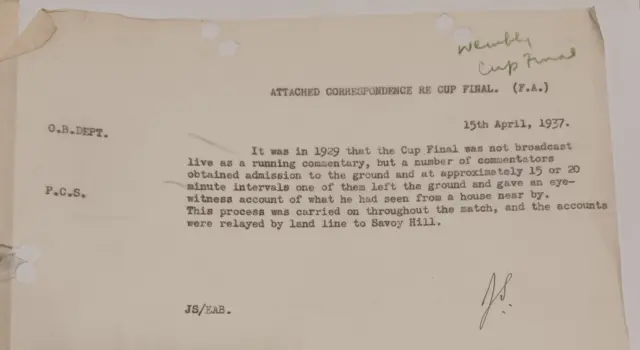 Wembley
Cup Final
ATTACHED CORRESPONDENCE RE CUP FINAL. (F.A.)
15th April, 1937.
O.B.DEPT.
It was in 1929 that the Cup Final was not broadcast
live as a running commentary, but a number of commentators
obtained admission to the ground and at approximately 15 or 20
P.C.S.
minute intervals one of them left the ground and gave an eye-
witness account of what he had seen from a house near by.
This process was carried on throughout the match, and the accounts
were relayed by land line to Savoy Hill.
JS
JS/EAB.